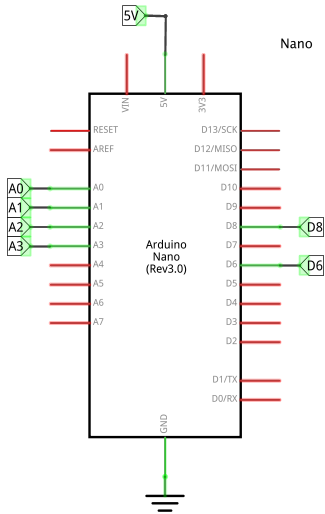 5V
Nano
VIN
5V
3V3
RESET
AREF
D13/SCK
D12/MISO
D11/MOSI
A0
A0
A1
A1
A2
A2
A3
A3
A4
A5
A6
A7
D10
D9
D8
D8
D7
D6
D6
D5
D4
D3
D2
D1/TX
D0/RX
Arduino
Nano
(Rev3.0)
GND